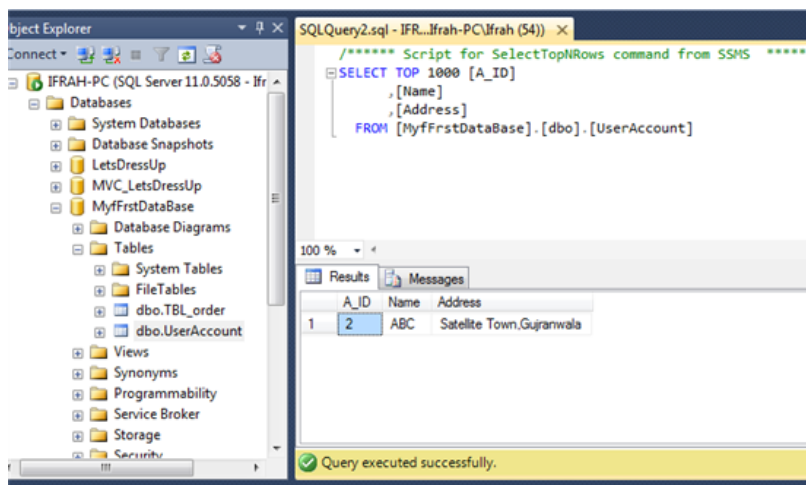 bject Explorer
Connect
IFRAH-PC (SQL Server 11.0.5058 - Ifr
Databases
System Databases
Database Snapshots
LetsDressUp
MVC_LetsDressUp
MyfFrstDataBase
Database Diagrams
Tables
System Tables
FileTables
dbo.TBL_order
dbo.UserAccount
Views
Synonyms
Programmability
Service Broker
Storage
Security
SQLQuery2.sql - IFR...Ifrah-PC\Ifrah (54))
/****** Script for SelectTopNRows command from SSMS *****
SELECT TOP 1000 [A_ID]
,[Name]
,[Address]
FROM [MyfFrstDataBase].[dbo].[UserAccount]
100 %
Results Messages
A_ID Name Address
1 2 ABC Satellite Town,Gujranwala
Query executed successfully.